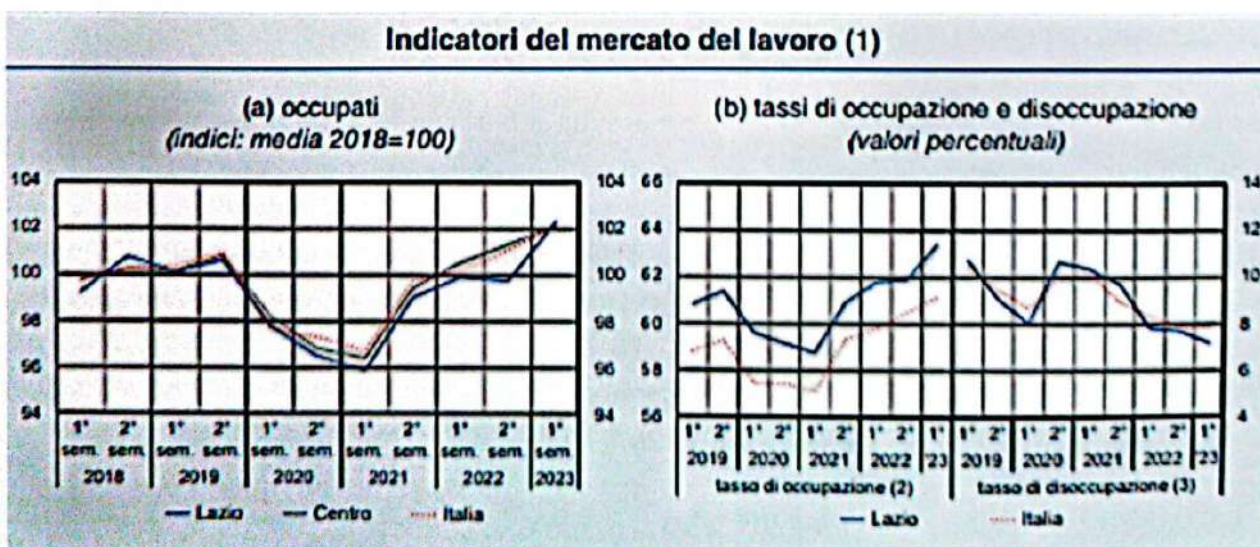 Indicatori del mercato del lavoro (1)
(a) occupati
(indici: media 2018=100)
(b) tassi di occupazione e disoccupazione
(valori percentuali)
104
102
100
98
96
94
104
102
100
98
96
94
66
64
62
60
58
56
14
12
10
8
6
4
1° 2° 1° 2° 1° 2° 1° 2° 1° 2° 1°
sem. sem. sem. sem. sem. sem. sem. sem. sem. sem. sem.
2018 2019 2020 2021 2022 2023
Lazio Centro Italia
1° 2° 1° 2° 1° 2° 1° 2° 1° 1° 2° 1° 2° 1° 2° 1° 2° 1°
2019 2020 2021 2022 '23 2019 2020 2021 2022 '23
tasso di occupazione (2) tasso di disoccupazione (3)
Lazio Italia